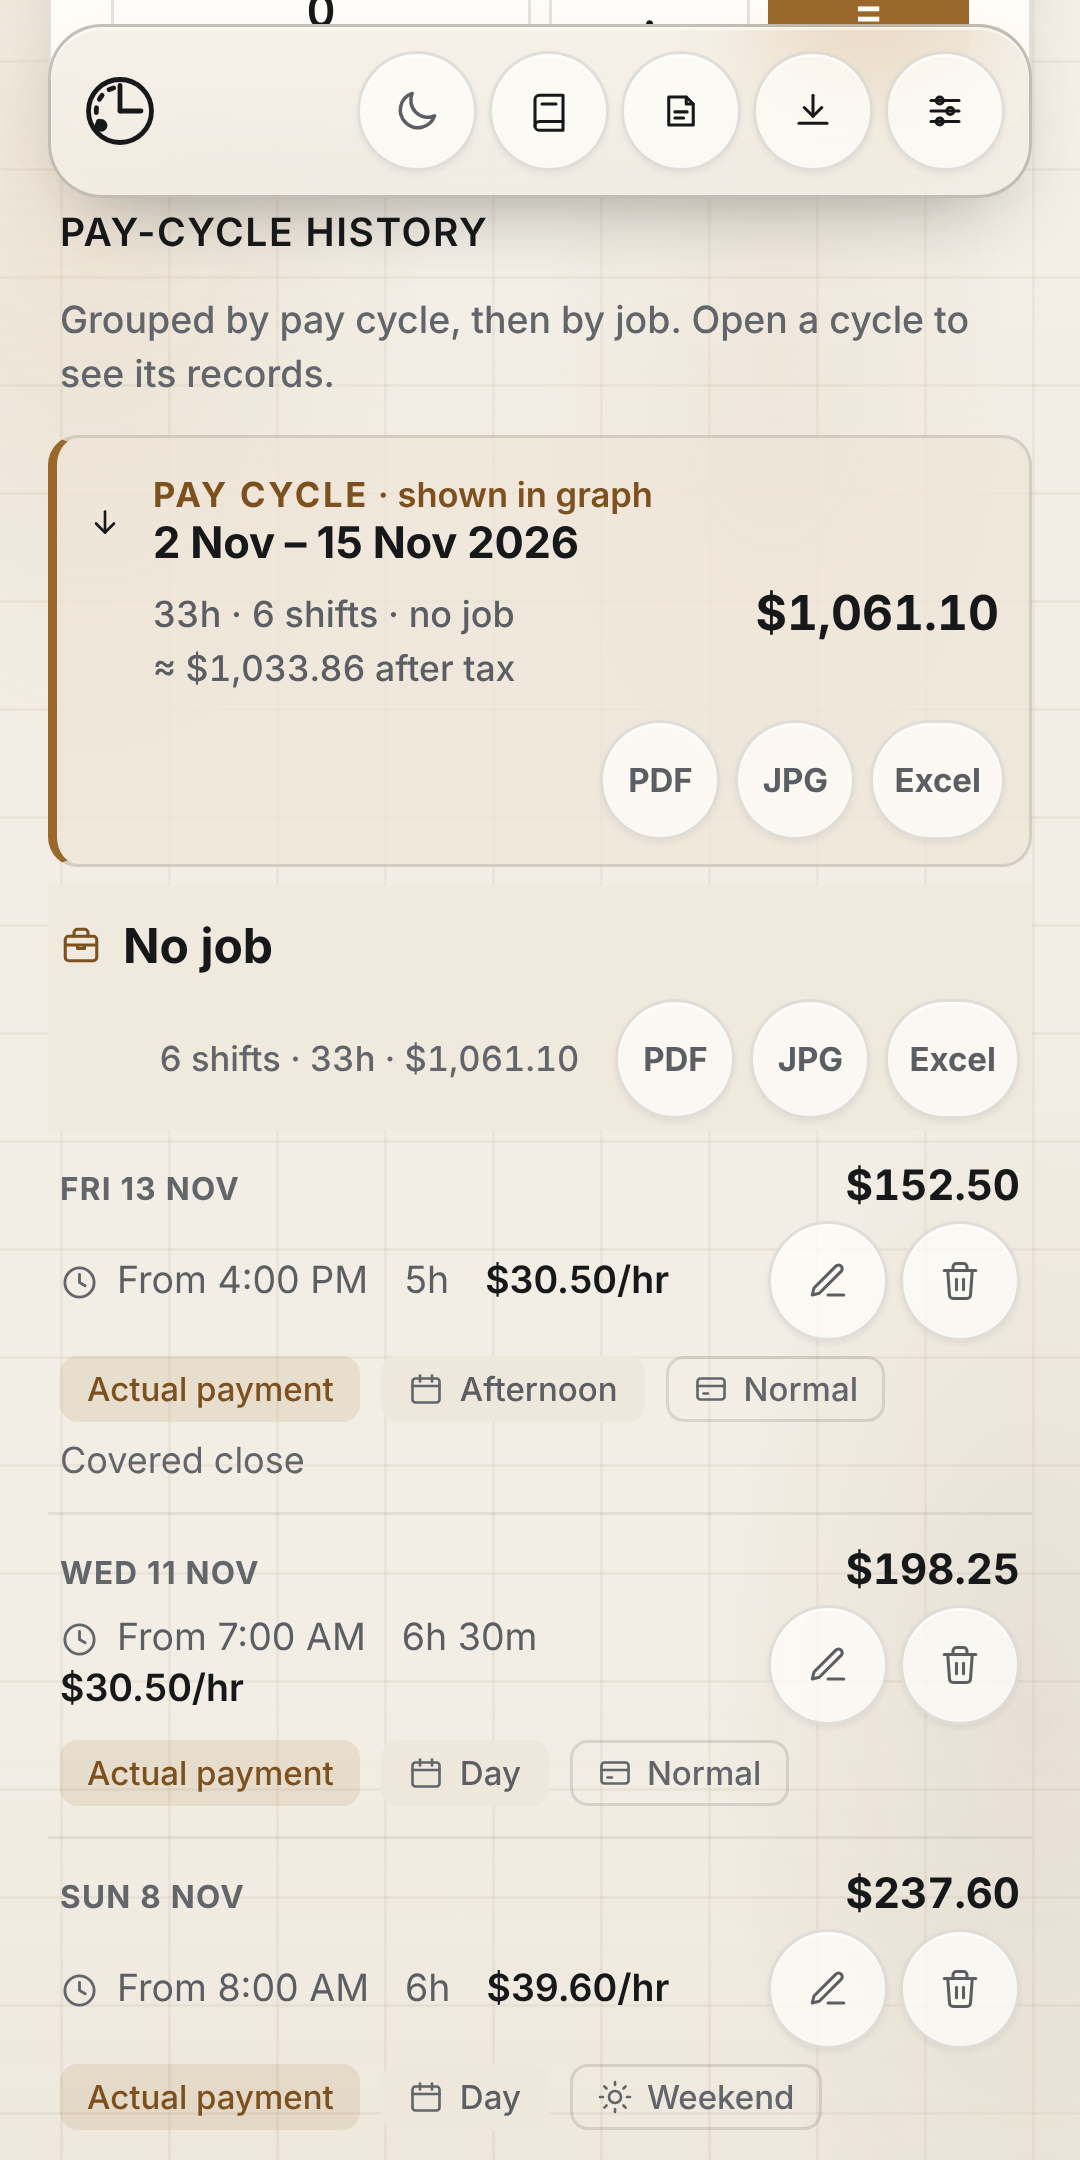 0 . =
PAY-CYCLE HISTORY
Grouped by pay cycle, then by job. Open a cycle to
see its records.
PAY CYCLE · shown in graph
2 Nov – 15 Nov 2026
33h · 6 shifts · no job
$1,061.10
≈ $1,033.86 after tax
PDF JPG Excel
No job
6 shifts · 33h · $1,061.10 PDF JPG Excel
FRI 13 NOV $152.50
From 4:00 PM 5h $30.50/hr
Actual payment Afternoon Normal
Covered close
WED 11 NOV $198.25
From 7:00 AM 6h 30m
$30.50/hr
Actual payment Day Normal
SUN 8 NOV $237.60
From 8:00 AM 6h $39.60/hr
Actual payment Day Weekend